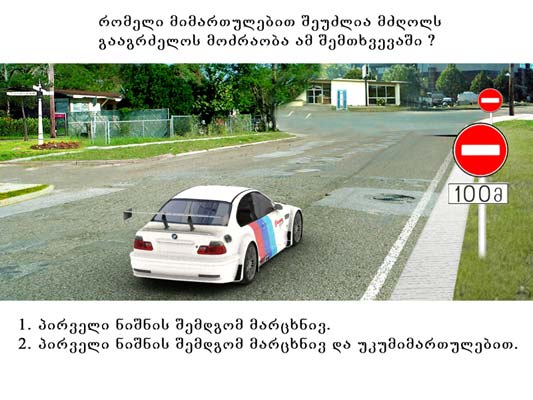 რომელი მიმართულებით შეუძლია მძღოლს
გააგრძელოს მოძრაობა ამ შემთხვევაში ?
100მ
1. პირველი ნიშნის შემდგომ მარცხნივ.
2. პირველი ნიშნის შემდგომ მარცხნივ და უკუმიმართულებით.